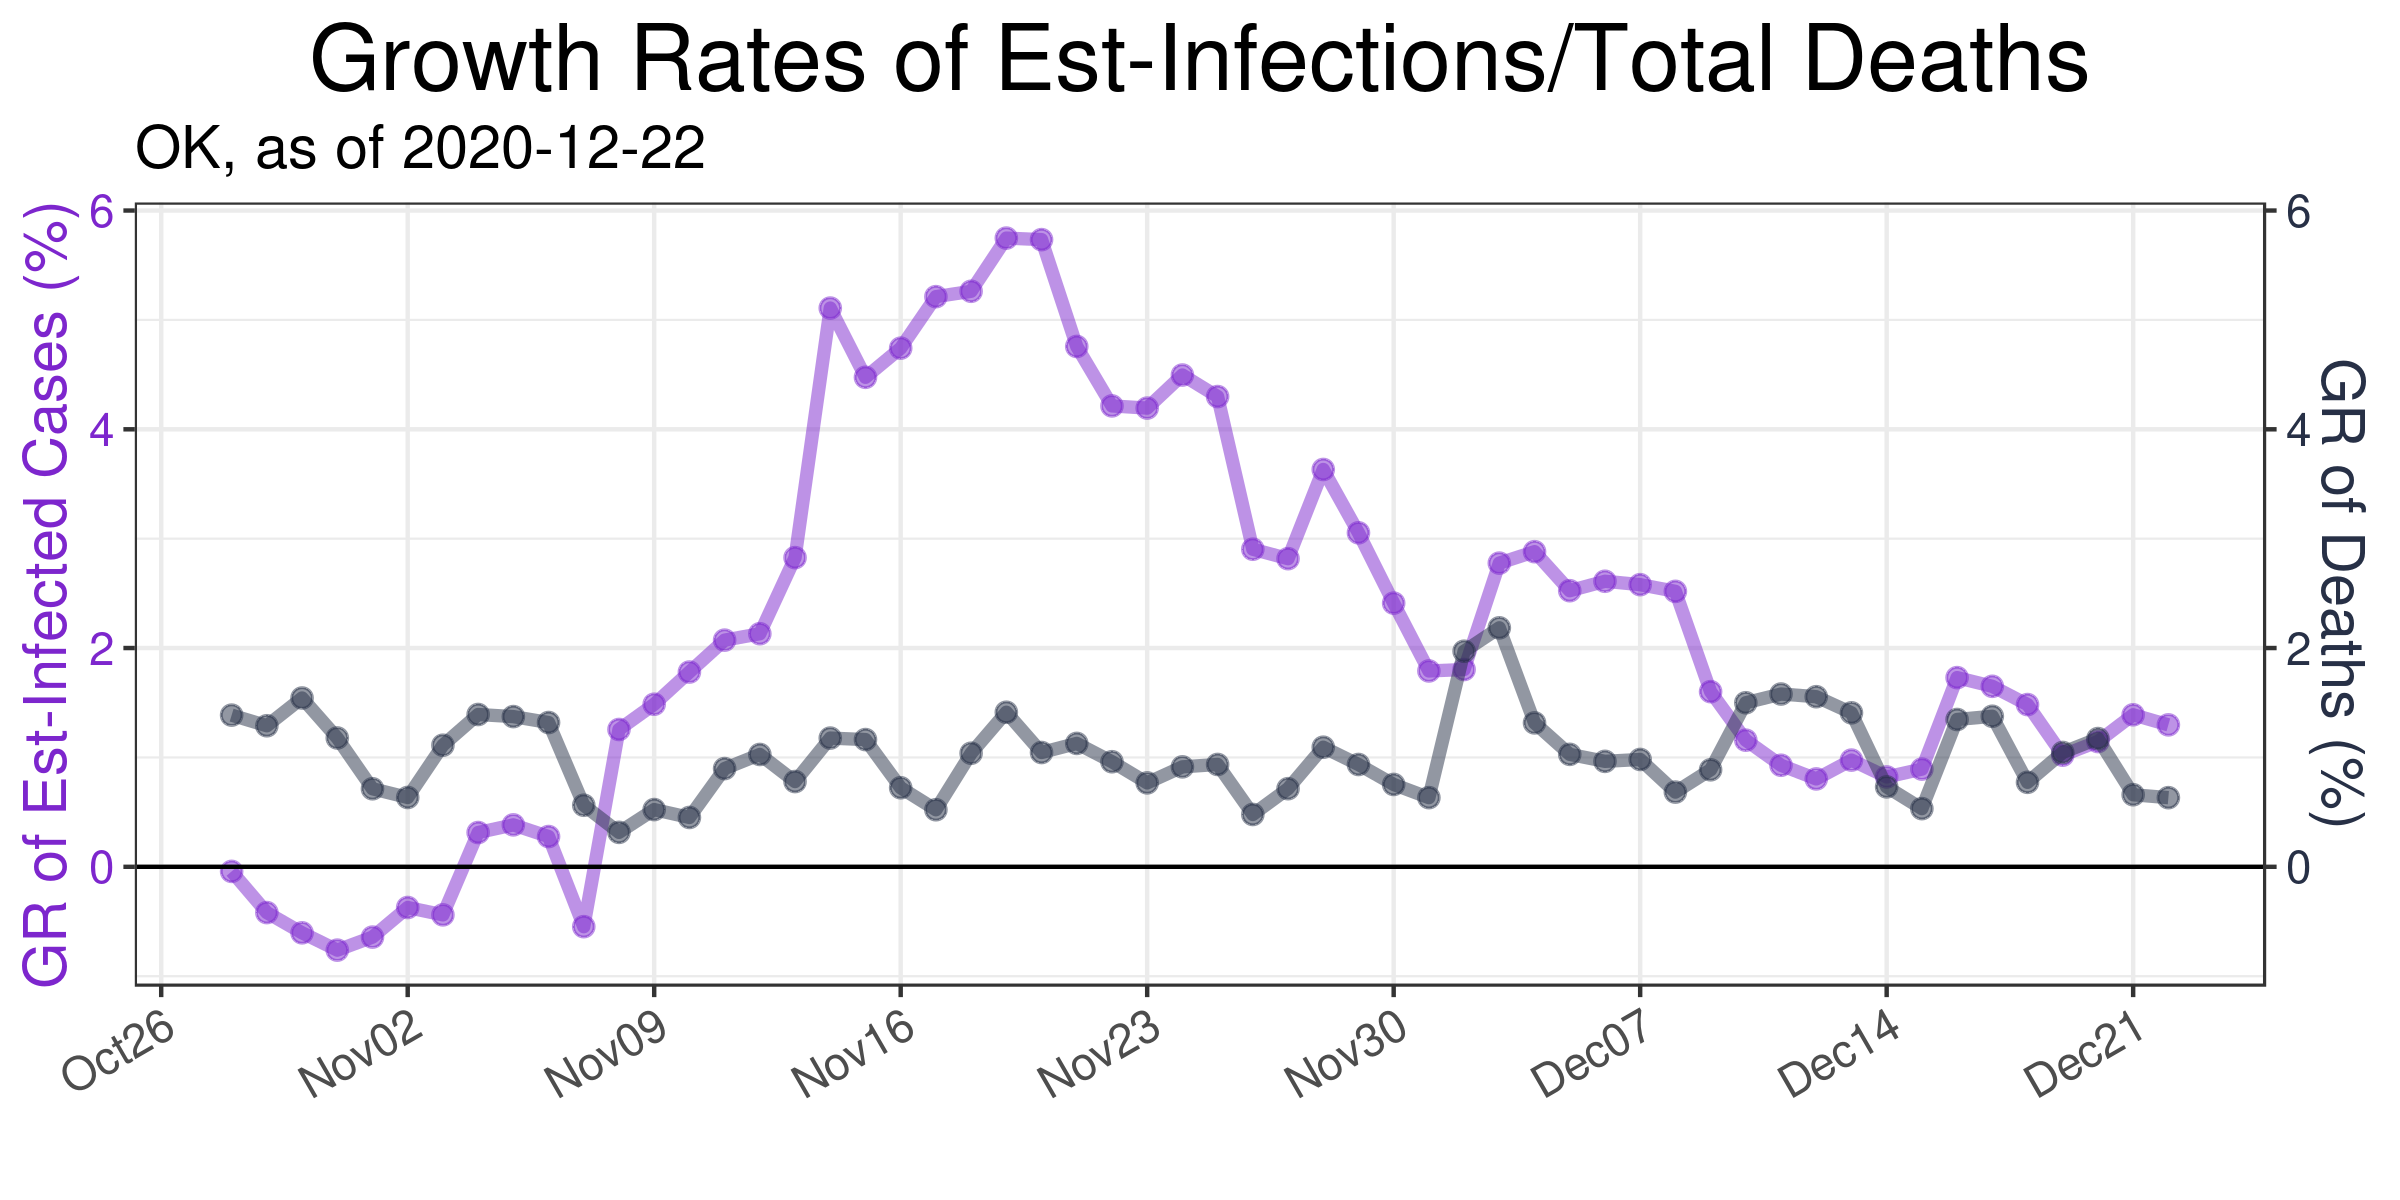 Growth Rates of Est-Infections/Total Deaths
OK, as of 2020-12-22
GR of Est-Infected Cases (%)
6
4
2
0
6
4
2
0
GR of Deaths (%)
Oct26
Nov02
Nov09
Nov16
Nov23
Nov30
Dec07
Dec14
Dec21